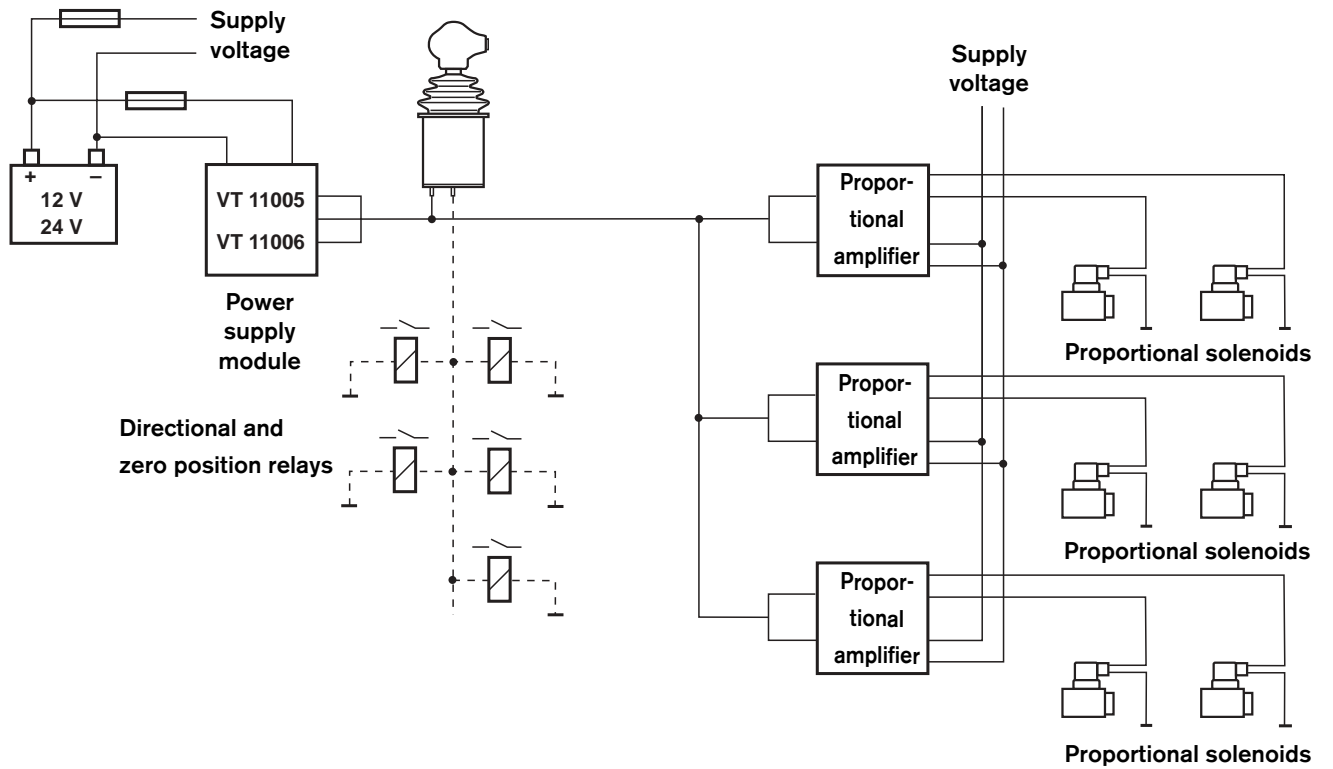 Supply
voltage
+ –
12 V
24 V
VT 11005
VT 11006
Power
supply
module
Directional and
zero position relays
Supply
voltage
Propor-
tional
amplifier
Proportional solenoids
Propor-
tional
amplifier
Proportional solenoids
Propor-
tional
amplifier
Proportional solenoids